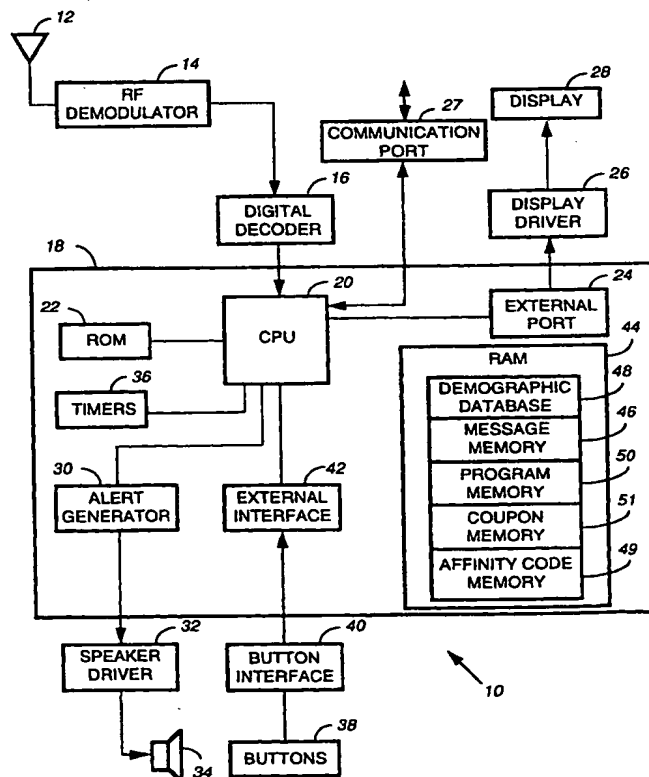 12
14
RF
DEMODULATOR
28
DISPLAY
27
COMMUNICATION
PORT
16
DIGITAL
DECODER
26
DISPLAY
DRIVER
18
20
CPU
24
EXTERNAL
PORT
22
ROM
36
TIMERS
RAM
44
DEMOGRAPHIC
DATABASE
48
MESSAGE
MEMORY
46
PROGRAM
MEMORY
50
COUPON
MEMORY
51
AFFINITY CODE
MEMORY
49
30
ALERT
GENERATOR
42
EXTERNAL
INTERFACE
32
SPEAKER
DRIVER
40
BUTTON
INTERFACE
10
34
38
BUTTONS